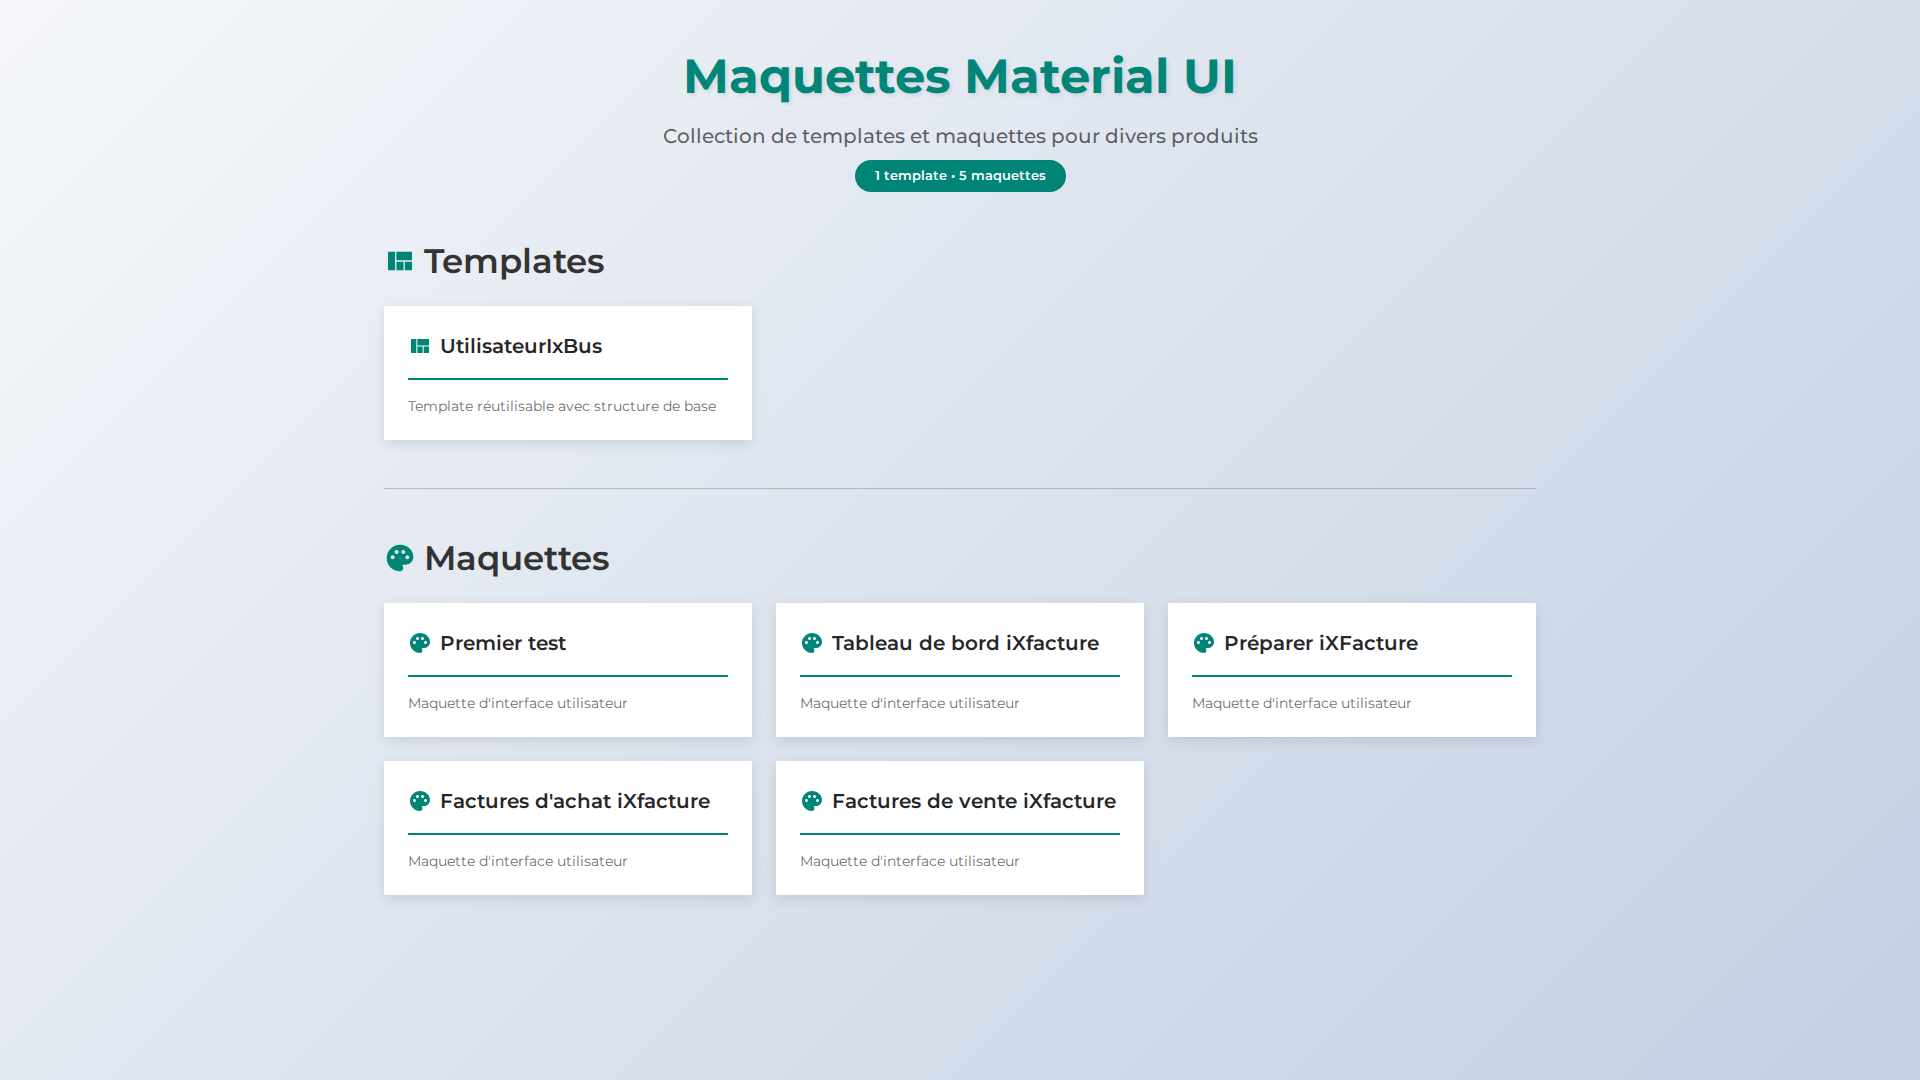 Maquettes Material UI
Collection de templates et maquettes pour divers produits
1 template • 5 maquettes
Templates
UtilisateurIxBus
Template réutilisable avec structure de base
Maquettes
Premier test
Maquette d'interface utilisateur
Tableau de bord iXfacture
Maquette d'interface utilisateur
Préparer iXFacture
Maquette d'interface utilisateur
Factures d'achat iXfacture
Maquette d'interface utilisateur
Factures de vente iXfacture
Maquette d'interface utilisateur